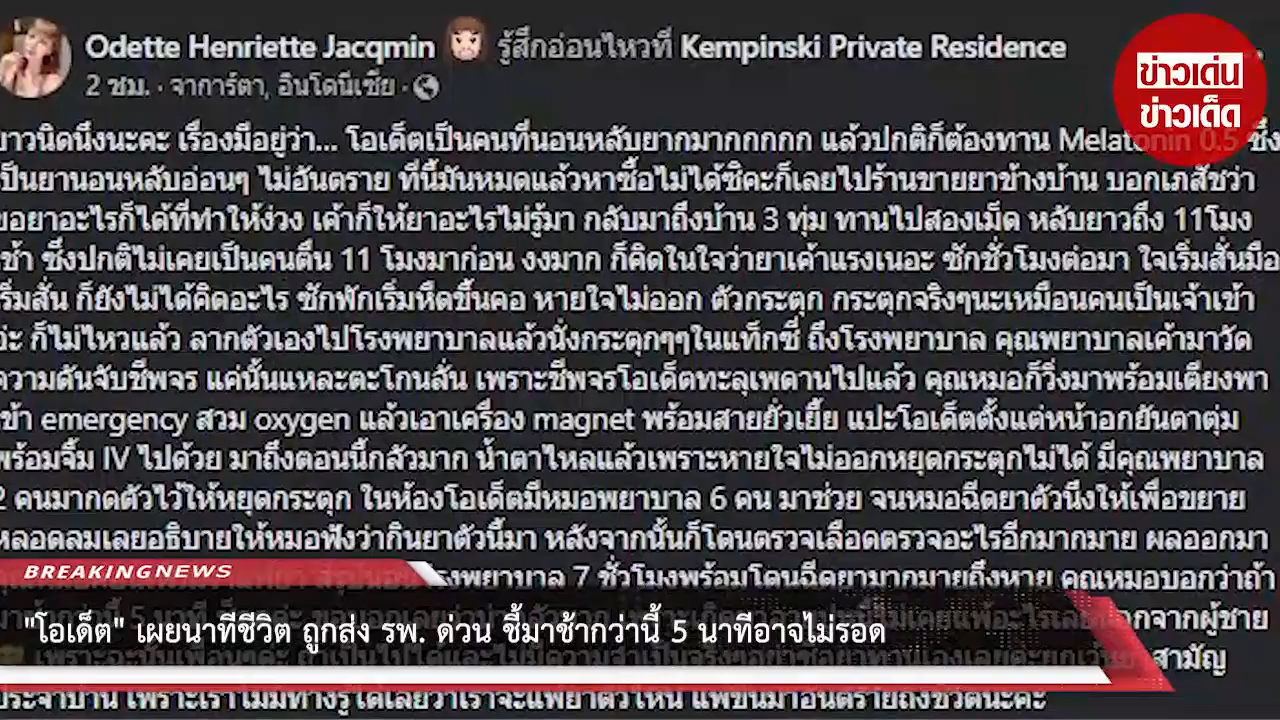 Odette Henriette Jacqmin รู้สึกอ่อนไหวที่ Kempinski Private Residence
2 ชม. · จาการ์ตา, อินโดนีเซีย ·
ข่าวเด่น
ข่าวเด็ด
ยาวนิดนึงนะคะ เรื่องมีอยู่ว่า... โอเด็ตเป็นคนที่นอนหลับยากมากกกกกก แล้วปกติก็ต้องทาน Melatonin 0.5 ซึ่ง
เป็นยานอนหลับอ่อนๆ ไม่อันตราย ทีนี้มันหมดแล้วหาซื้อไม่ได้ซิคะก็เลยไปร้านขายยาข้างบ้าน บอกเภสัชว่า
ขอยาอะไรก็ได้ที่ทำให้ง่วง เค้าก็ให้ยาอะไรไม่รู้มา กลับมาถึงบ้าน 3 ทุ่ม ทานไปสองเม็ด หลับยาวถึง 11โมง
เช้า ซึ่งปกติไม่เคยเป็นคนตื่น 11 โมงมาก่อน งงมาก ก็คิดในใจว่ายาเค้าแรงเนอะ ซักชั่วโมงต่อมา ใจเริ่มสั่นมือ
เริ่มสั่น ก็ยังไม่ได้คิดอะไร ซักพักเริ่มหืดขึ้นคอ หายใจไม่ออก ตัวกระตุก กระตุกจริงๆนะเหมือนคนเป็นเจ้าเข้า
อ่ะ ก็ไม่ไหวแล้ว ลากตัวเองไปโรงพยาบาลแล้วนั่งกระตุกๆๆในแท็กซี่ ถึงโรงพยาบาล คุณพยาบาลเค้ามาวัด
ความดันจับชีพจร แค่นั้นแหละตะโกนลั่น เพราะชีพจรโอเด็ตทะลุเพดานไปแล้ว คุณหมอก็วิ่งมาพร้อมเตียงพา
เข้า emergency สวม oxygen แล้วเอาเครื่อง magnet พร้อมสายยั่วเยี้ย แปะโอเด็ตตั้งแต่หน้าอกยันตาตุ่ม
พร้อมจิ้ม IV ไปด้วย มาถึงตอนนี้กลัวมาก น้ำตาไหลแล้วเพราะหายใจไม่ออกหยุดกระตุกไม่ได้ มีคุณพยาบาล
2 คนมากดตัวไว้ให้หยุดกระตุก ในห้องโอเด็ตมีหมอพยาบาล 6 คน มาช่วย จนหมอฉีดยาตัวนึงให้เพื่อขยาย
หลอดลมเลยอธิบายให้หมอฟังว่ากินยาตัวนี้มา หลังจากนั้นก็โดนตรวจเลือดตรวจอะไรอีกมากมาย ผลออกมา
โรงพยาบาล 7 ชั่วโมงพร้อมโดนฉีดยามากมายถึงหาย คุณหมอบอกว่าถ้า
BREAKING NEWS
"โอเด็ต" เผยนาทีชีวิต ถูกส่ง รพ. ด่วน ชี้มาช้ากว่านี้ 5 นาทีอาจไม่รอด
จากผู้ชาย
สามัญ
ประจำบ้าน เพราะเราไม่มีทางรู้ได้เลยว่าเราจะแพ้ยาตัวไหน แพ้ขึ้นมาอันตรายถึงชีวิตนะคะ